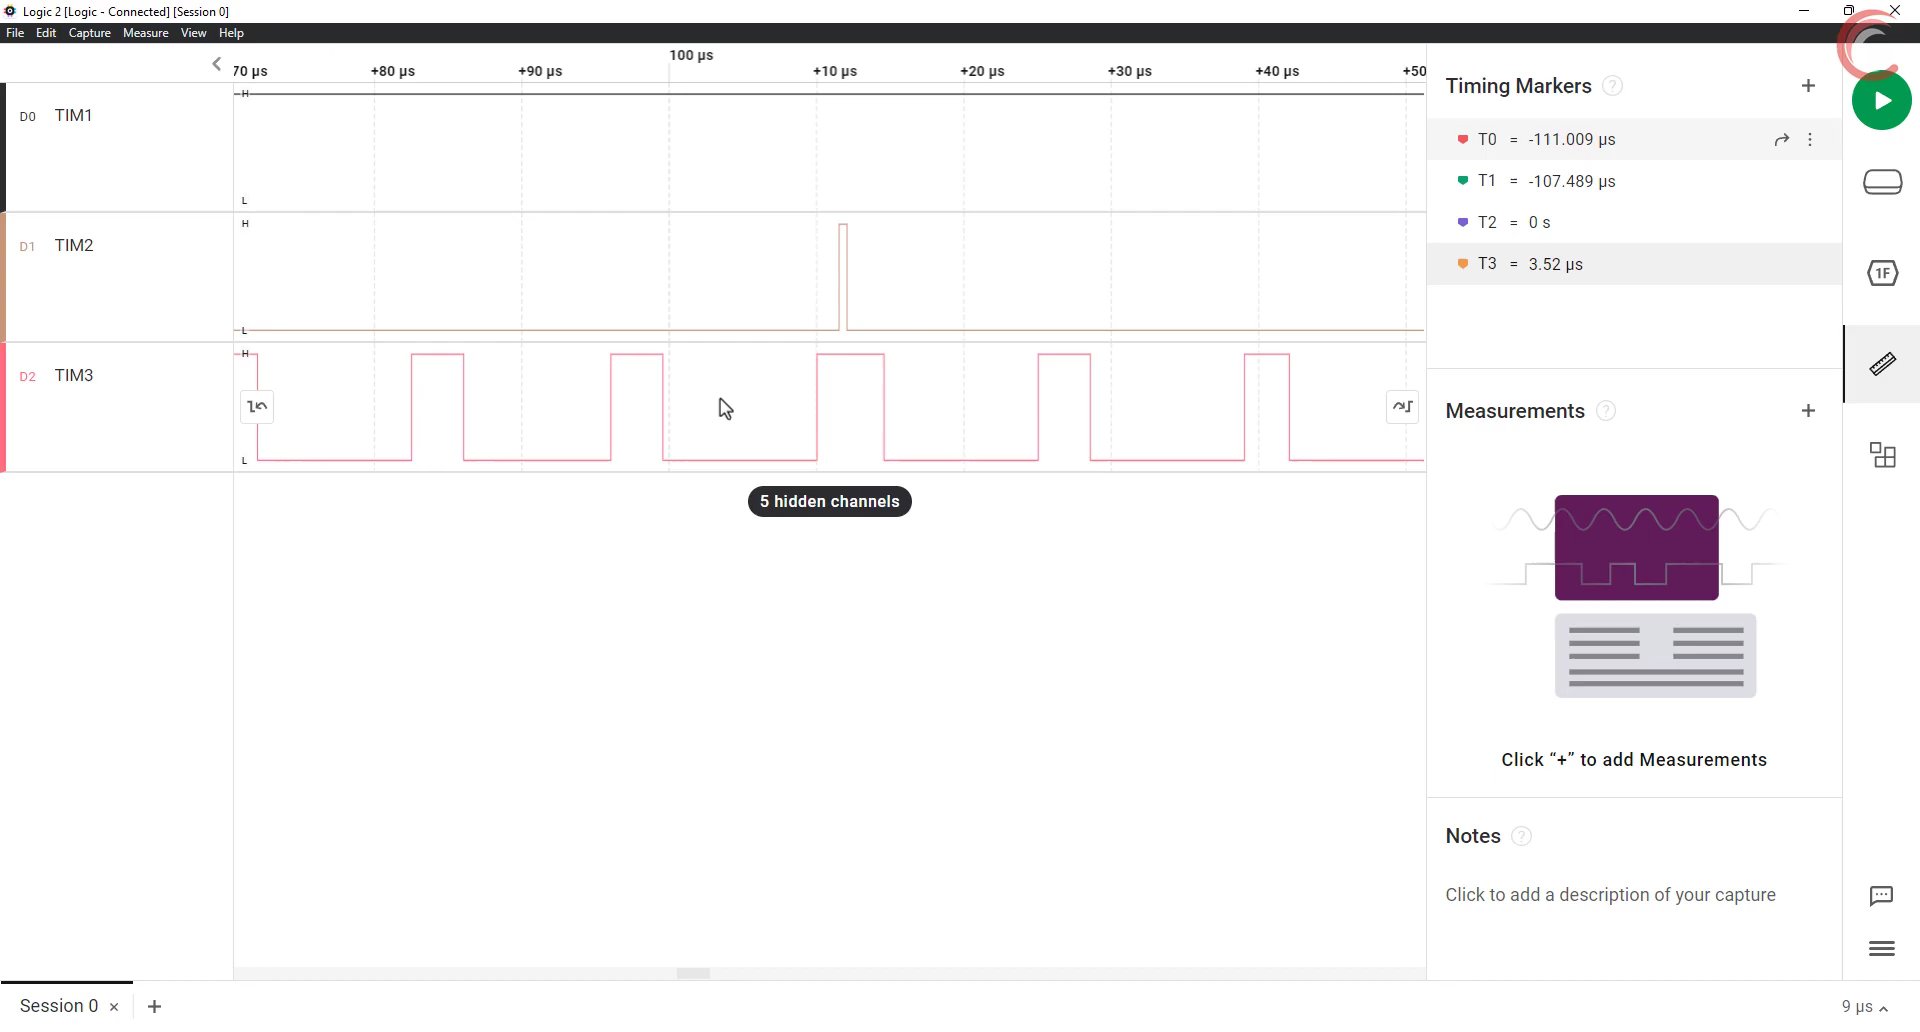 Logic 2 [Logic - Connected] [Session 0]
File Edit Capture Measure View Help
100 µs
70 µs +80 µs +90 µs +10 µs +20 µs +30 µs +40 µs +50
D0 TIM1
H
L
D1 TIM2
H
L
D2 TIM3
H
L
5 hidden channels
Timing Markers ? +
T0 = -111.009 µs
T1 = -107.489 µs
T2 = 0 s
T3 = 3.52 µs
1F
Measurements ? +
Click “+” to add Measurements
Notes ?
Click to add a description of your capture
Session 0 × +
9 µs